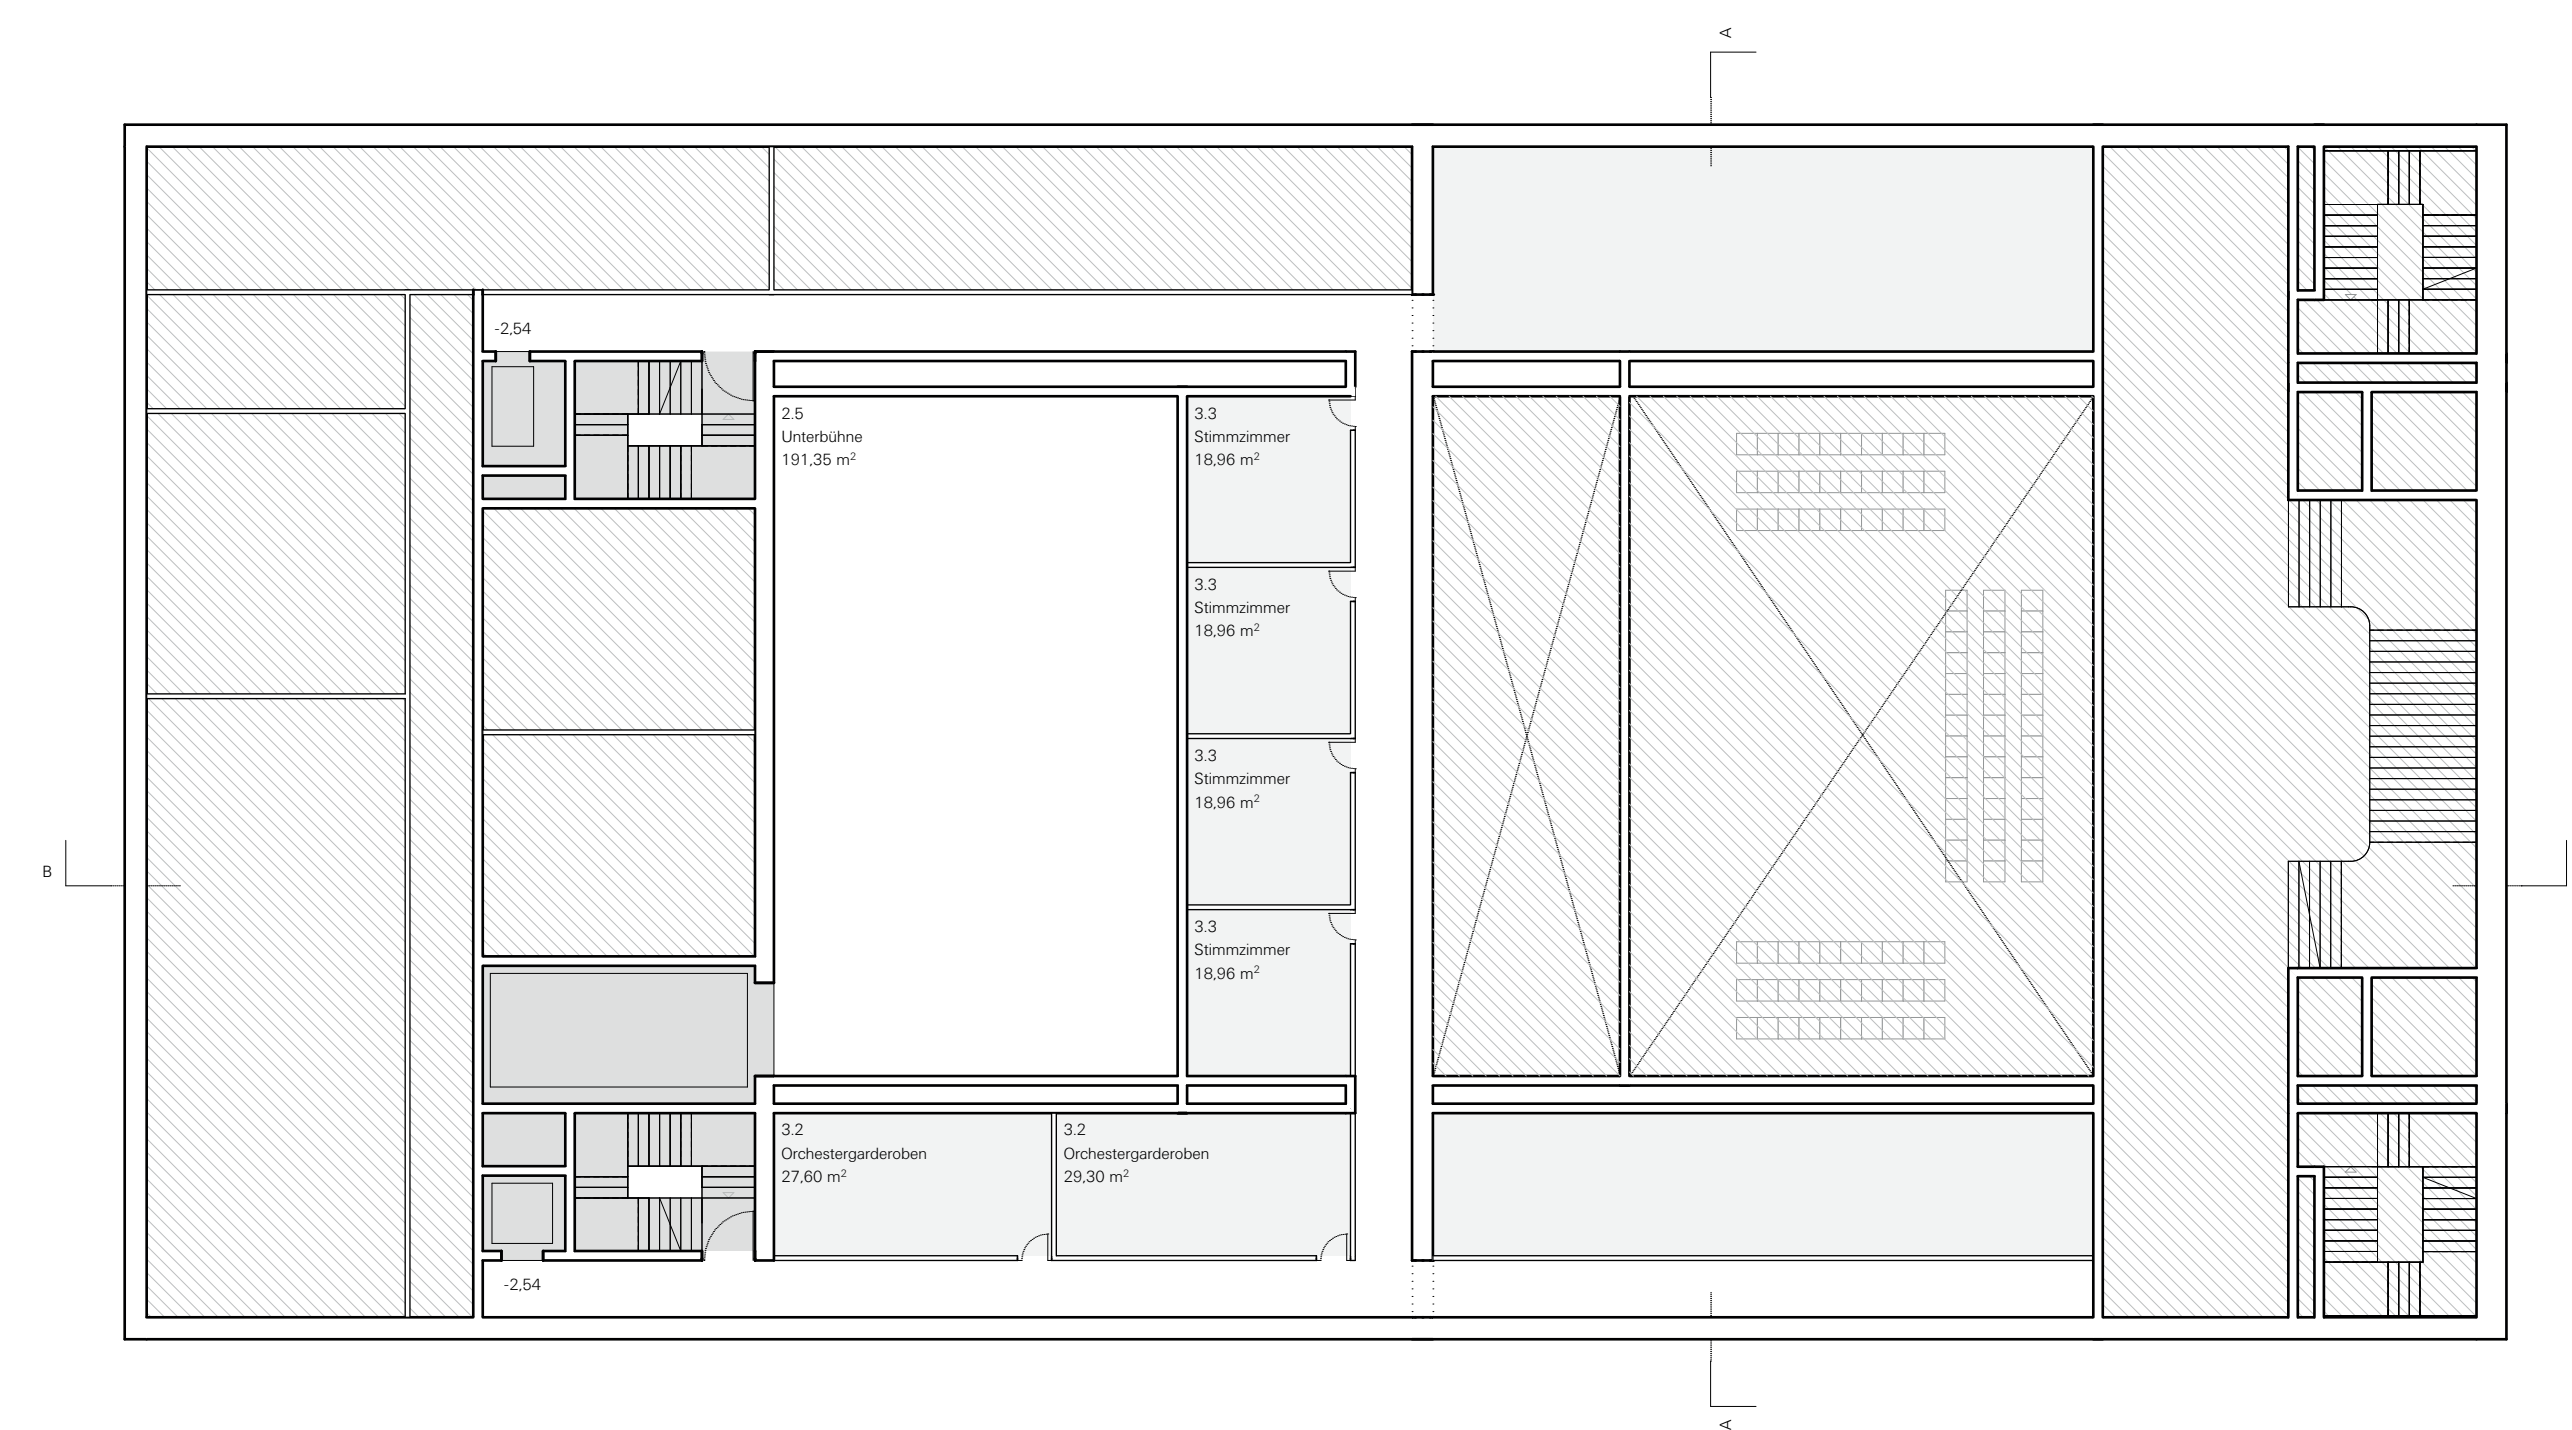 A
-2,54
2.5
Unterbühne
191,35 m²
3.3
Stimmzimmer
18,96 m²
3.3
Stimmzimmer
18,96 m²
3.3
Stimmzimmer
18,96 m²
B
3.3
Stimmzimmer
18,96 m²
3.2
Orchestergarderoben
27,60 m²
3.2
Orchestergarderoben
29,30 m²
-2,54
A